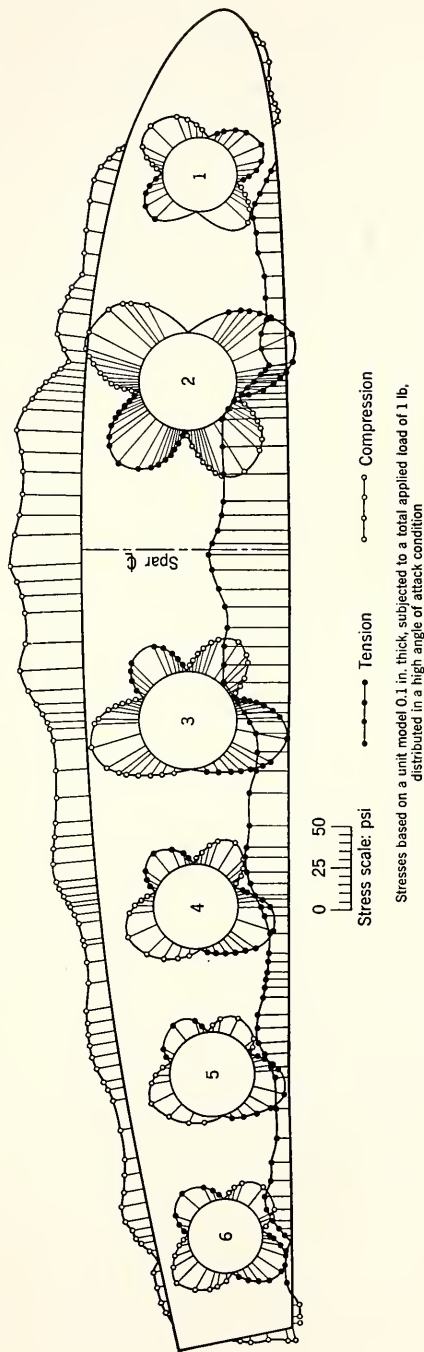 1
2
Spar ℄
3
4
5
6
0 25 50
Stress scale: psi
Tension
Compression
Stresses based on a unit model 0.1 in. thick, subjected to a total applied load of 1 lb,
distributed in a high angle of attack condition